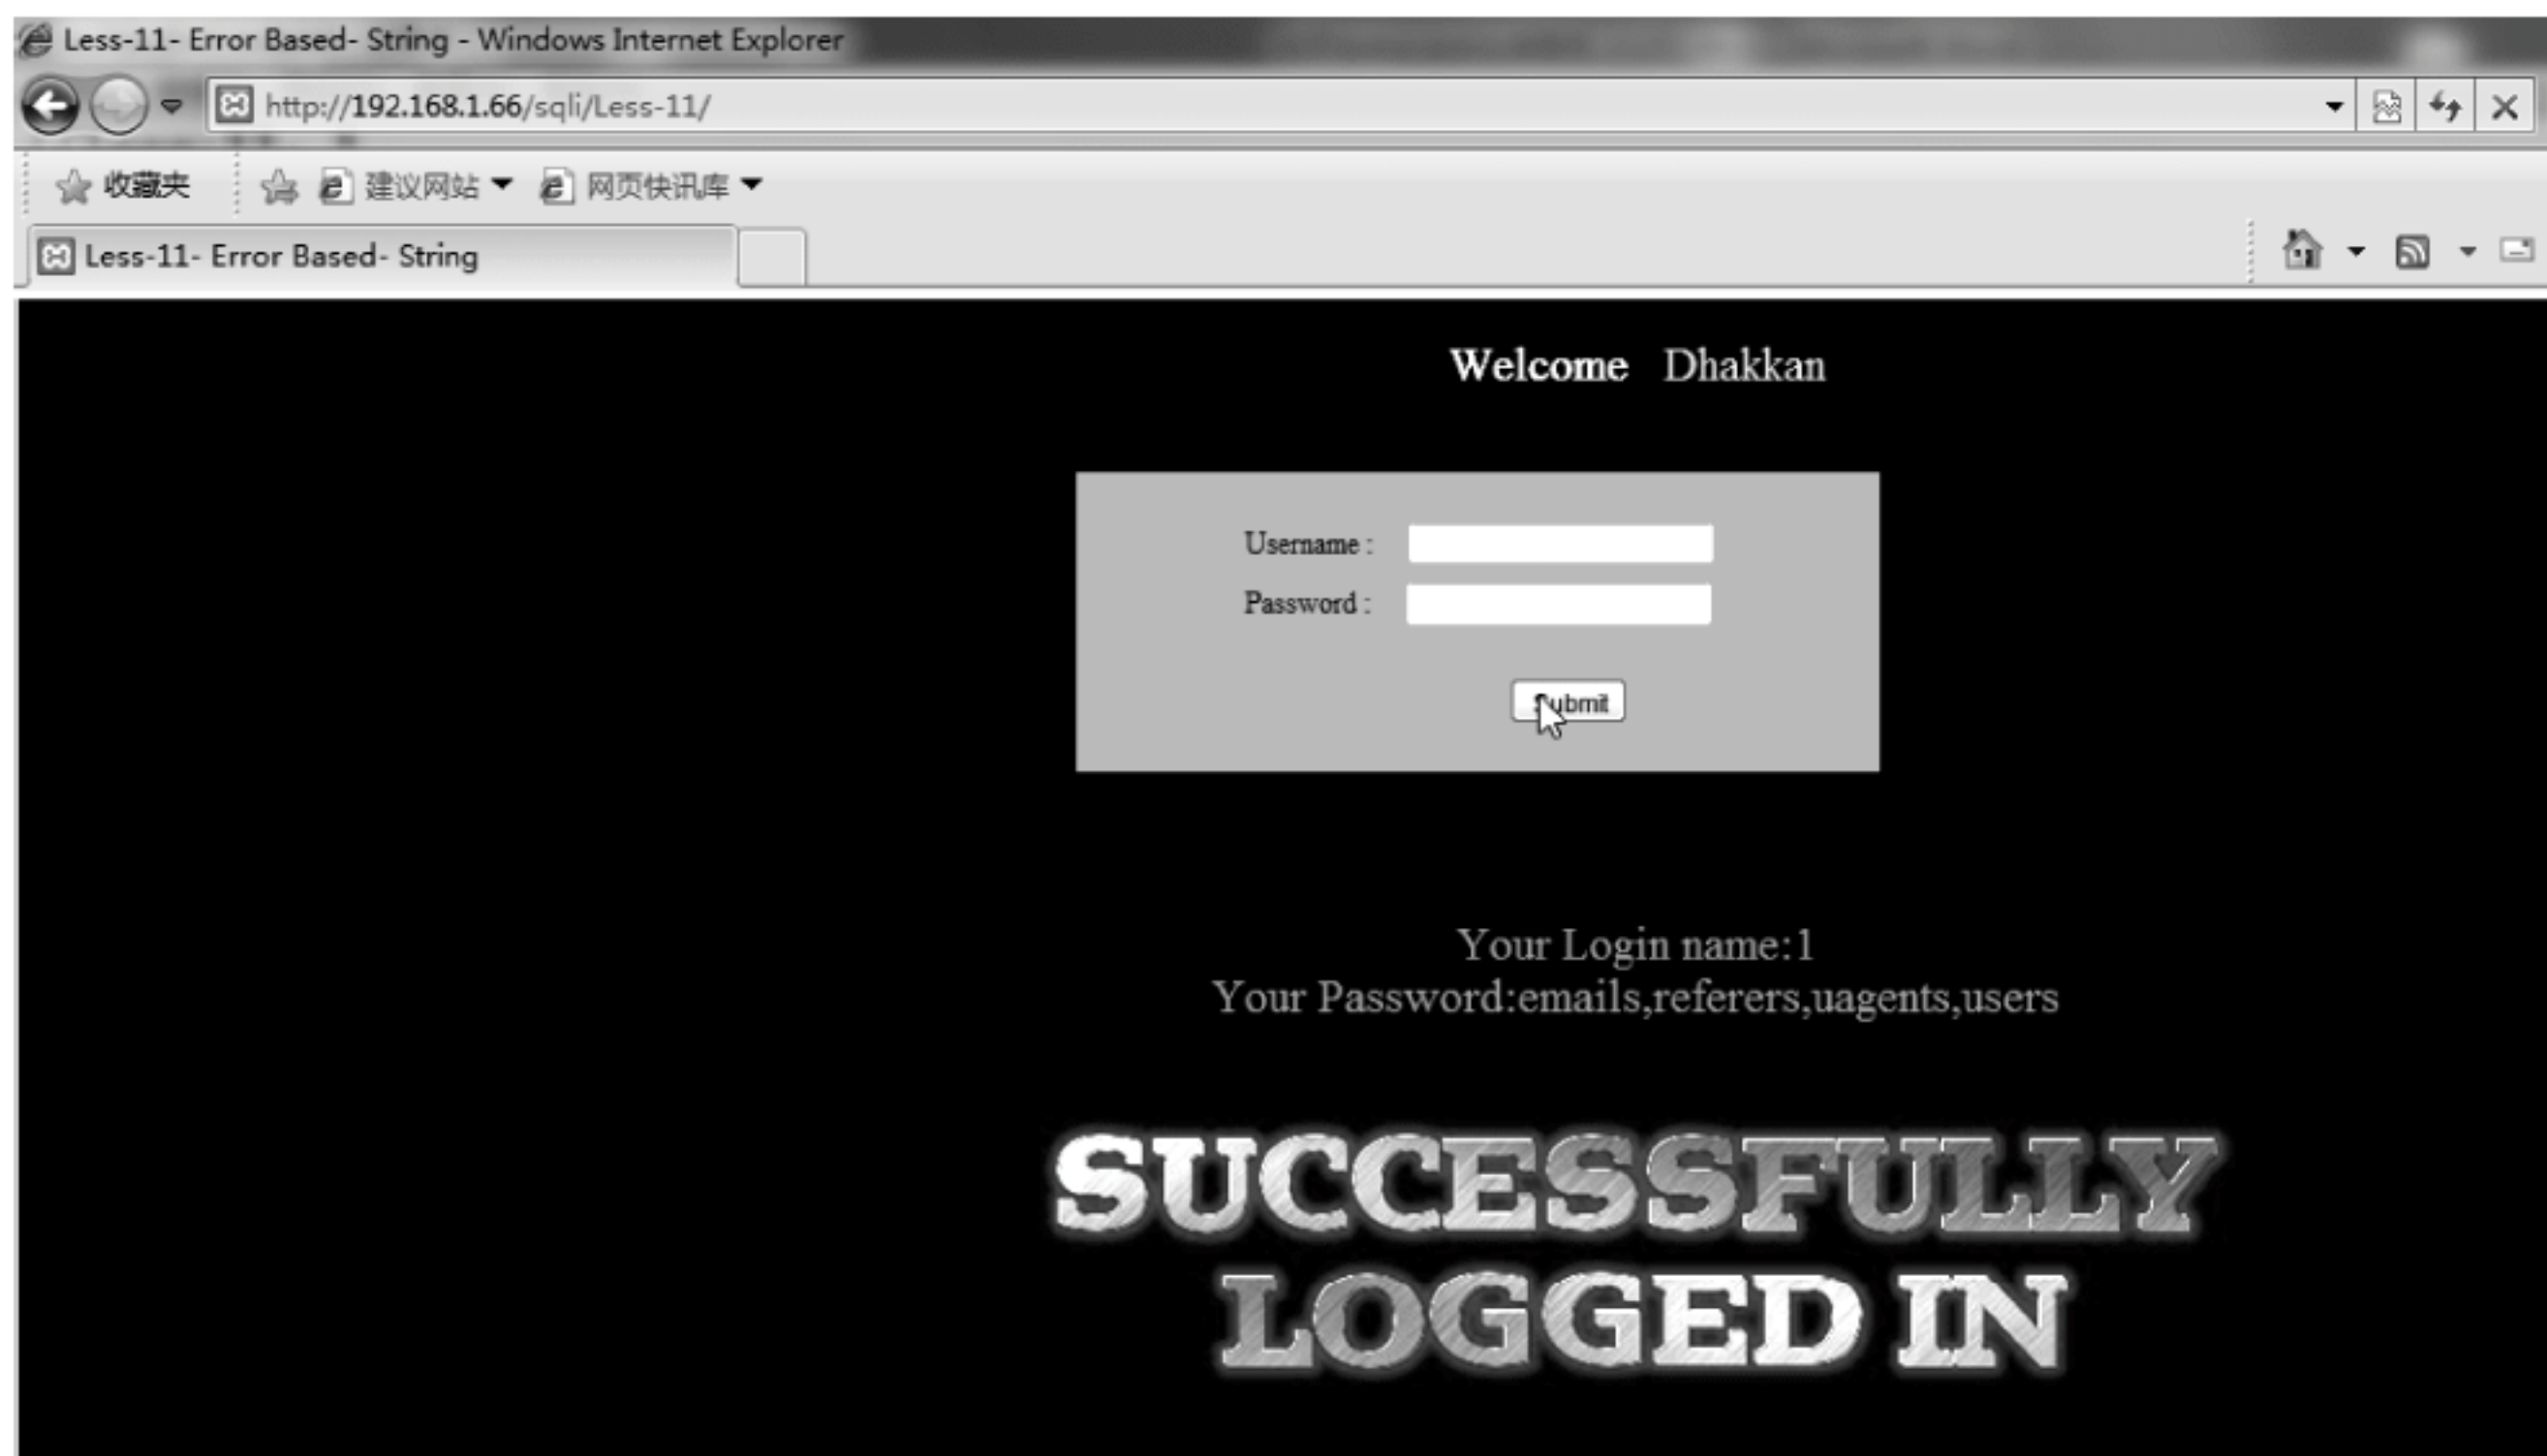 Less-11- Error Based- String - Windows Internet Explorer
http://192.168.1.66/sqli/Less-11/
收藏夹 建议网站 网页快讯库
Less-11- Error Based- String
Welcome Dhakkan
Username :
Password :
Submit
Your Login name:1
Your Password:emails,referers,uagents,users
SUCCESSFULLY
LOGGED IN